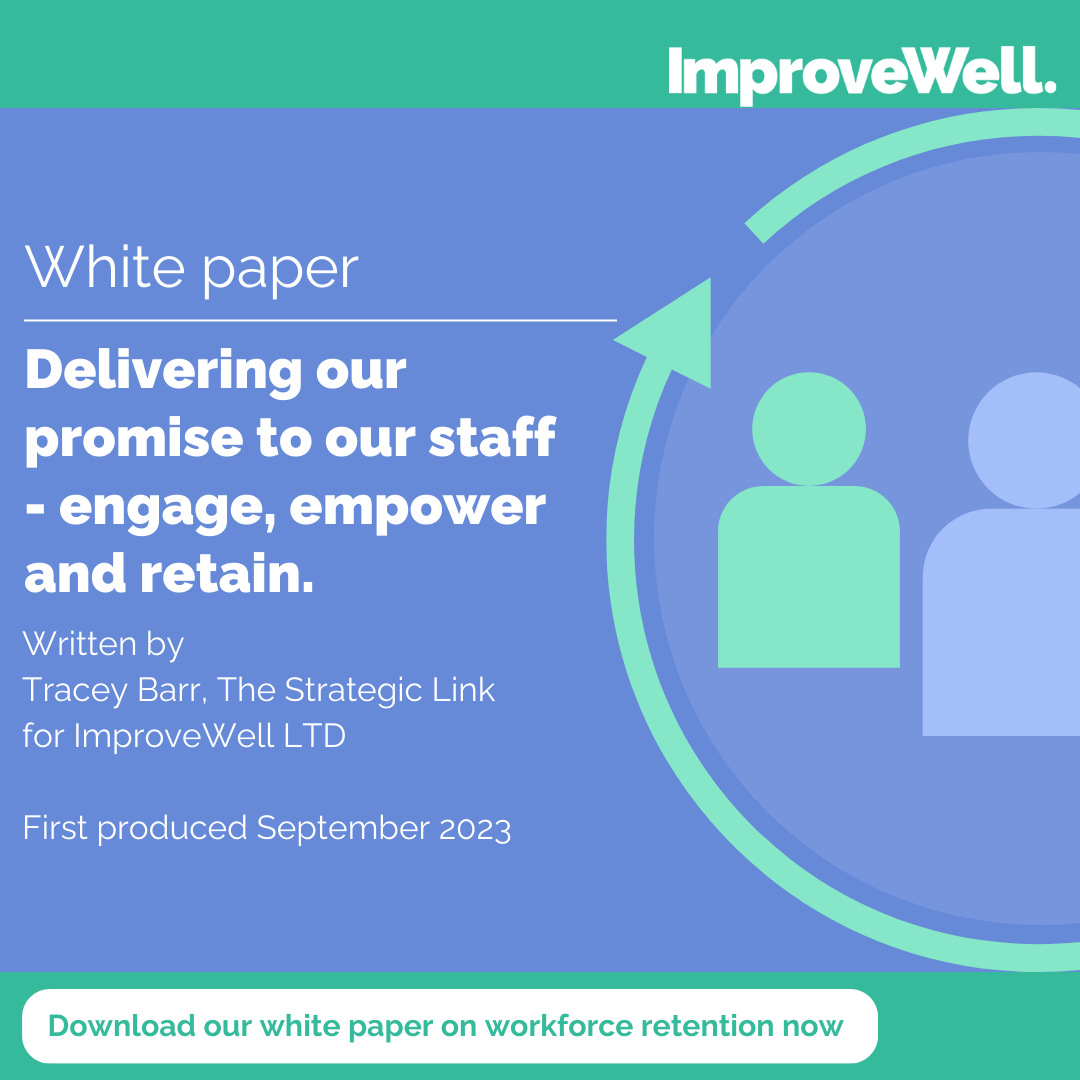 ImproveWell.
White paper
Delivering our
promise to our staff
- engage, empower
and retain.
Written by
Tracey Barr, The Strategic Link
for ImproveWell LTD
First produced September 2023
Download our white paper on workforce retention now